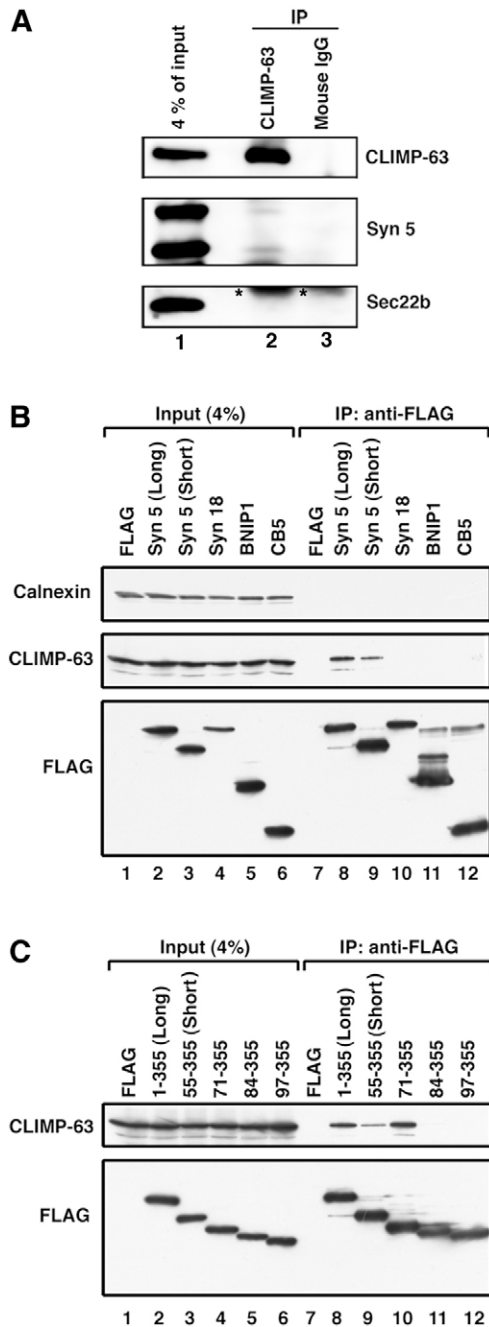 A
IP
4 % of input
CLIMP-63
Mouse IgG
CLIMP-63
Syn 5
* *
Sec22b
1 2 3
B
Input (4%) IP: anti-FLAG
FLAG
Syn 5 (Long)
Syn 5 (Short)
Syn 18
BNIP1
CB5
FLAG
Syn 5 (Long)
Syn 5 (Short)
Syn 18
BNIP1
CB5
Calnexin
CLIMP-63
FLAG
1 2 3 4 5 6 7 8 9 10 11 12
C
Input (4%) IP: anti-FLAG
FLAG
1-355 (Long)
55-355 (Short)
71-355
84-355
97-355
FLAG
1-355 (Long)
55-355 (Short)
71-355
84-355
97-355
CLIMP-63
FLAG
1 2 3 4 5 6 7 8 9 10 11 12